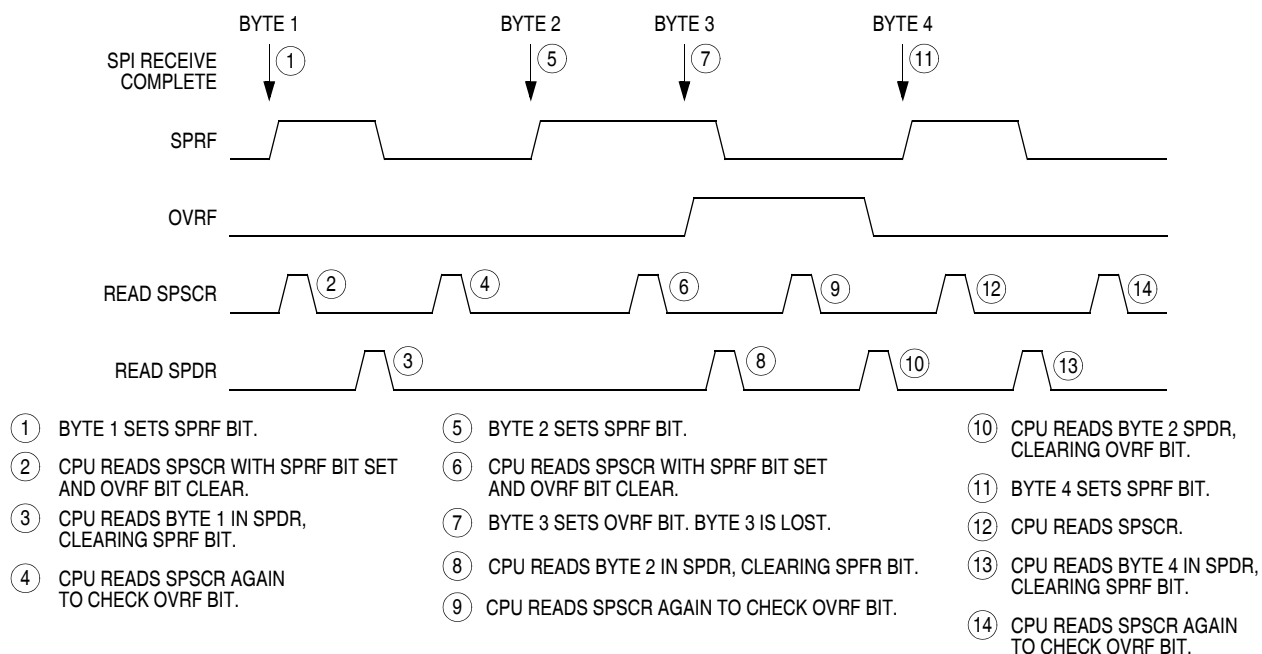 BYTE 1
BYTE 2
BYTE 3
BYTE 4
SPI RECEIVE
COMPLETE
1
5
7
11
SPRF
OVRF
READ SPSCR
2
4
6
9
12
14
READ SPDR
3
8
10
13
1 BYTE 1 SETS SPRF BIT.
2 CPU READS SPSCR WITH SPRF BIT SET
AND OVRF BIT CLEAR.
3 CPU READS BYTE 1 IN SPDR,
CLEARING SPRF BIT.
4 CPU READS SPSCR AGAIN
TO CHECK OVRF BIT.
5 BYTE 2 SETS SPRF BIT.
6 CPU READS SPSCR WITH SPRF BIT SET
AND OVRF BIT CLEAR.
7 BYTE 3 SETS OVRF BIT. BYTE 3 IS LOST.
8 CPU READS BYTE 2 IN SPDR, CLEARING SPFR BIT.
9 CPU READS SPSCR AGAIN TO CHECK OVRF BIT.
10 CPU READS BYTE 2 SPDR,
CLEARING OVRF BIT.
11 BYTE 4 SETS SPRF BIT.
12 CPU READS SPSCR.
13 CPU READS BYTE 4 IN SPDR,
CLEARING SPRF BIT.
14 CPU READS SPSCR AGAIN
TO CHECK OVRF BIT.